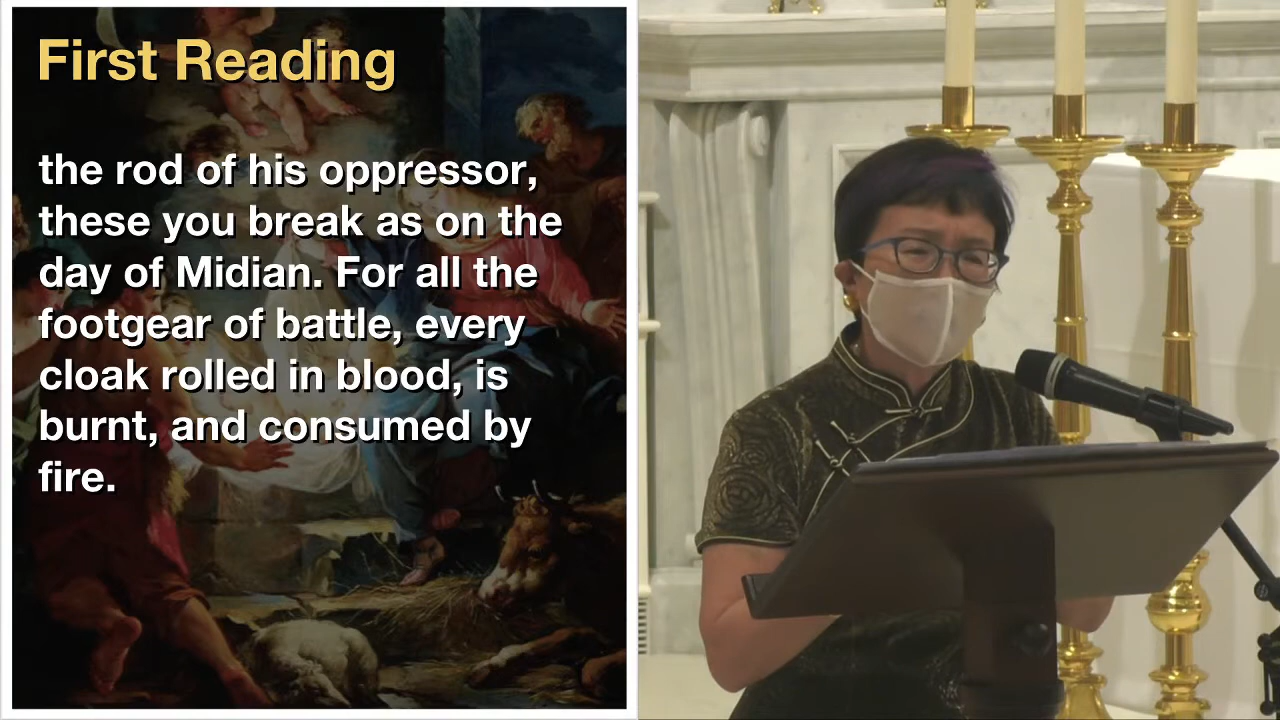 First Reading
the rod of his oppressor,
these you break as on the
day of Midian. For all the
footgear of battle, every
cloak rolled in blood, is
burnt, and consumed by
fire.